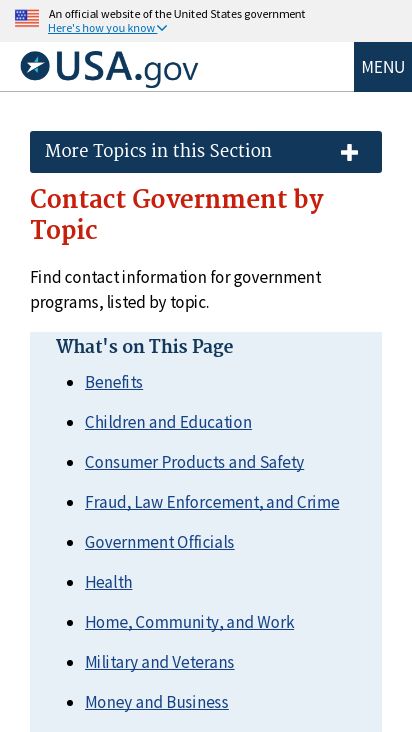 An official website of the United States government
Here's how you know
USA.gov
MENU
More Topics in this Section
Contact Government by
Topic
Find contact information for government
programs, listed by topic.
What's on This Page
Benefits
Children and Education
Consumer Products and Safety
Fraud, Law Enforcement, and Crime
Government Officials
Health
Home, Community, and Work
Military and Veterans
Money and Business